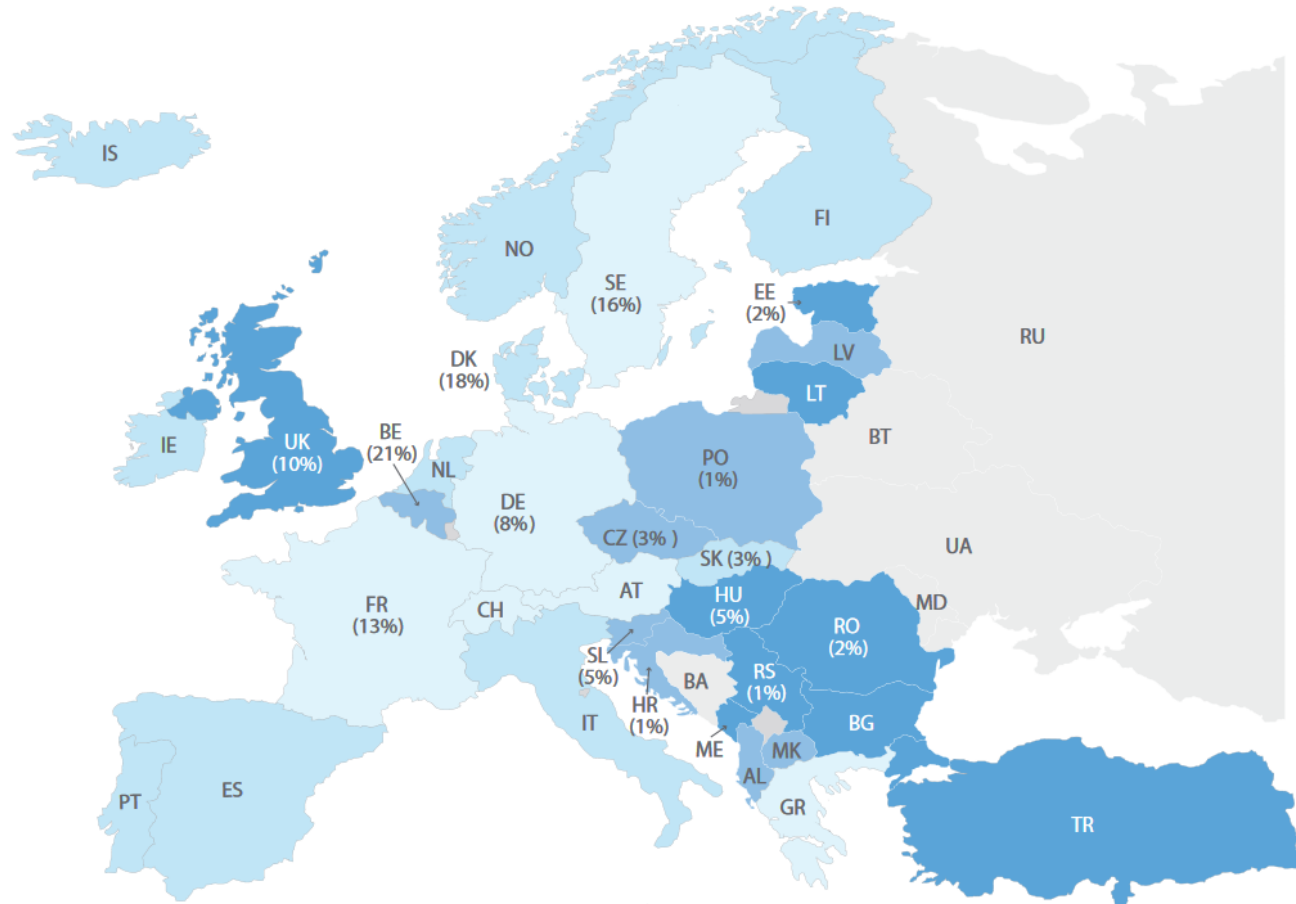 IS
NO
FI
SE
(16%)
EE
(2%)
RU
LV
DK
(18%)
LT
IE
UK
(10%)
BE
(21%)
NL
BT
PO
(1%)
DE
(8%)
CZ (3% )
SK (3% )
UA
AT
HU
(5%)
MD
FR
(13%)
CH
RO
(2%)
SL
(5%)
BA
RS
(1%)
HR
(1%)
IT
BG
ME
MK
AL
PT
ES
GR
TR